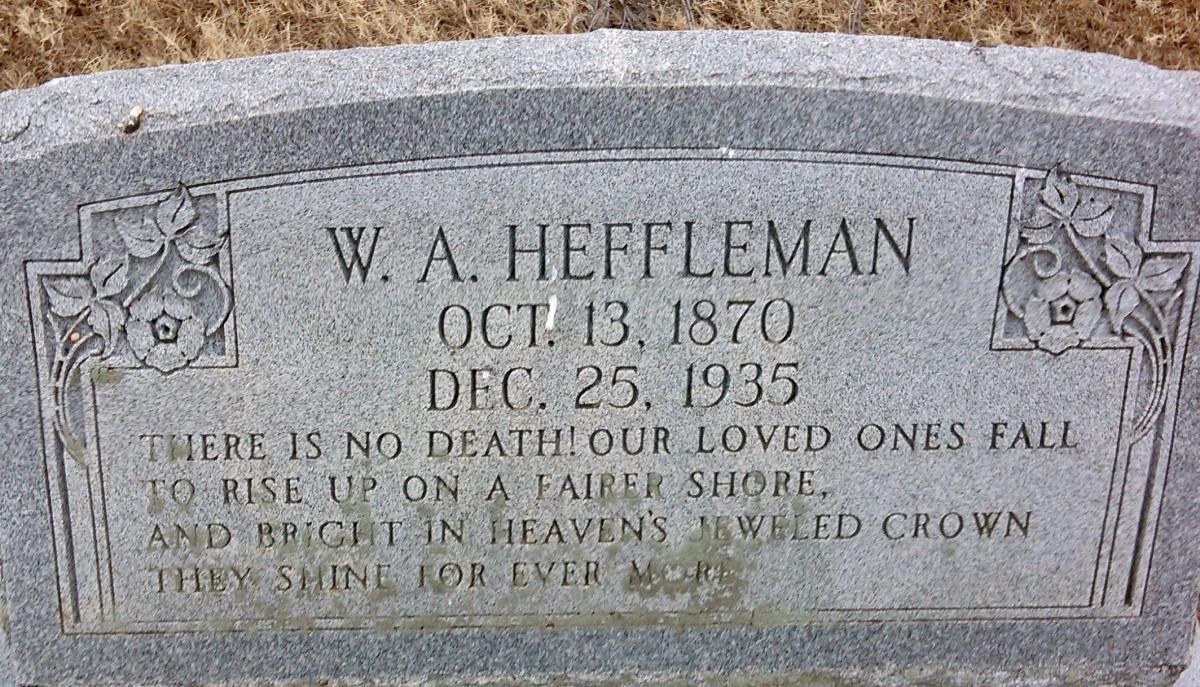 W. A. HEFFLEMAN
OCT. 13, 1870
DEC. 25, 1935
THERE IS NO DEATH! OUR LOVED ONES FALL
TO RISE UP ON A FAIRER SHORE,
AND BRIGHT IN HEAVEN'S JEWELED CROWN
THEY SHINE FOR EVER MORE